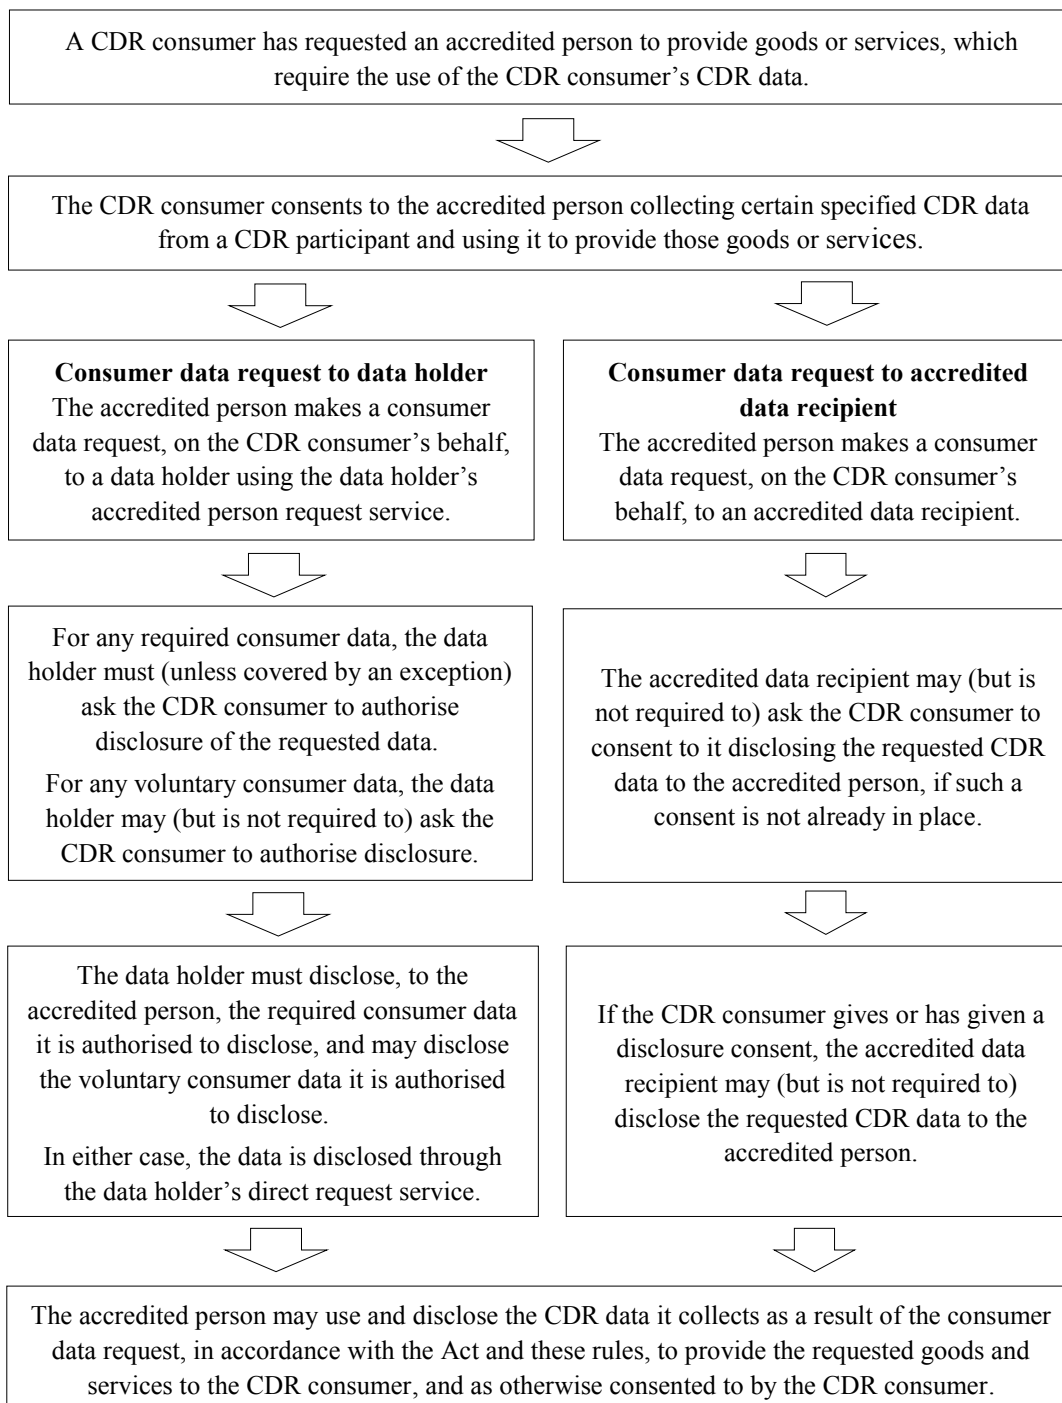 A CDR consumer has requested an accredited person to provide goods or services, which
require the use of the CDR consumer’s CDR data.
The CDR consumer consents to the accredited person collecting certain specified CDR data
from a CDR participant and using it to provide those goods or services.
Consumer data request to data holder
The accredited person makes a consumer
data request, on the CDR consumer’s behalf,
to a data holder using the data holder’s
accredited person request service.
Consumer data request to accredited
data recipient
The accredited person makes a consumer
data request, on the CDR consumer’s
behalf, to an accredited data recipient.
For any required consumer data, the data
holder must (unless covered by an exception)
ask the CDR consumer to authorise
disclosure of the requested data.
For any voluntary consumer data, the data
holder may (but is not required to) ask the
CDR consumer to authorise disclosure.
The accredited data recipient may (but is
not required to) ask the CDR consumer to
consent to it disclosing the requested CDR
data to the accredited person, if such a
consent is not already in place.
The data holder must disclose, to the
accredited person, the required consumer data
it is authorised to disclose, and may disclose
the voluntary consumer data it is authorised
to disclose.
In either case, the data is disclosed through
the data holder’s direct request service.
If the CDR consumer gives or has given a
disclosure consent, the accredited data
recipient may (but is not required to)
disclose the requested CDR data to the
accredited person.
The accredited person may use and disclose the CDR data it collects as a result of the consumer
data request, in accordance with the Act and these rules, to provide the requested goods and
services to the CDR consumer, and as otherwise consented to by the CDR consumer.